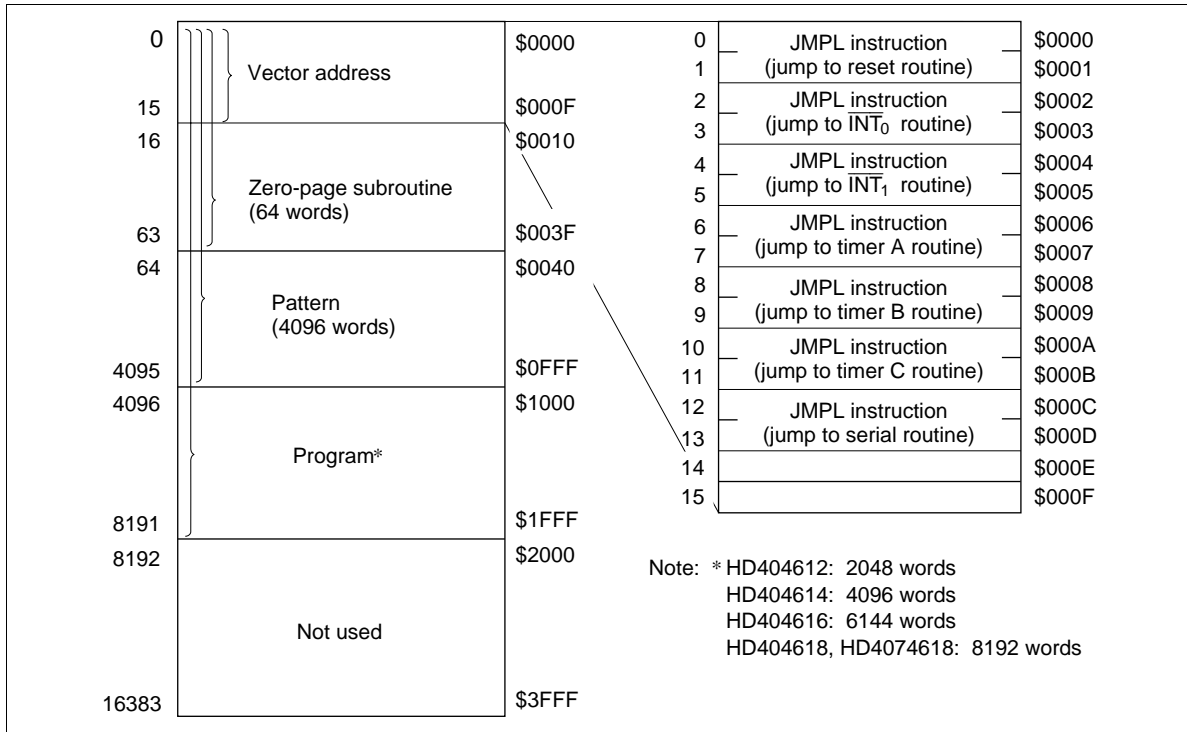 0
$0000
Vector address
15
$000F
16
$0010
Zero-page subroutine
(64 words)
63
$003F
64
$0040
Pattern
(4096 words)
4095
$0FFF
4096
$1000
Program*
8191
$1FFF
8192
$2000
Not used
16383
$3FFF
0
JMPL instruction
$0000
1
(jump to reset routine)
$0001
2
JMPL instruction
$0002
3
(jump to I̅N̅T̅₀ routine)
$0003
4
JMPL instruction
$0004
5
(jump to I̅N̅T̅₁ routine)
$0005
6
JMPL instruction
$0006
7
(jump to timer A routine)
$0007
8
JMPL instruction
$0008
9
(jump to timer B routine)
$0009
10
JMPL instruction
$000A
11
(jump to timer C routine)
$000B
12
JMPL instruction
$000C
13
(jump to serial routine)
$000D
14
$000E
15
$000F
Note: * HD404612: 2048 words
HD404614: 4096 words
HD404616: 6144 words
HD404618, HD4074618: 8192 words